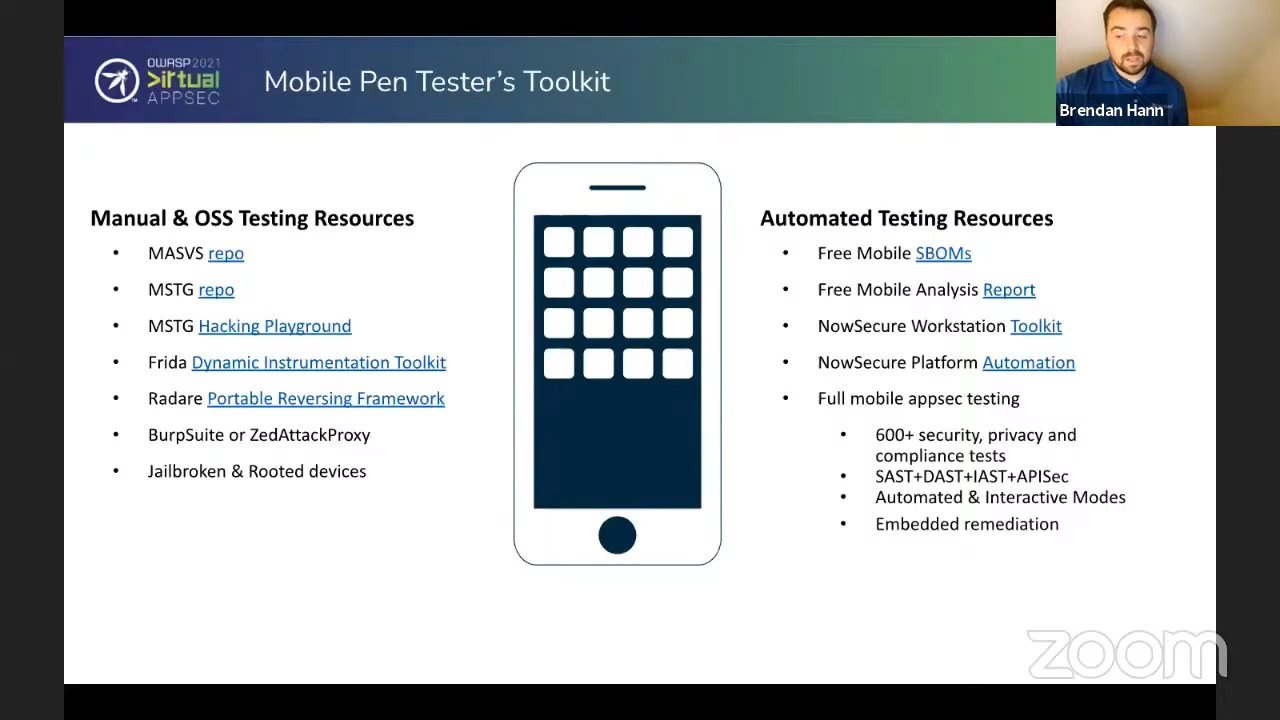 OWASP 2021
Virtual
APPSEC
Mobile Pen Tester's Toolkit
Brendan Hann
Manual & OSS Testing Resources
• MASVS repo
• MSTG repo
• MSTG Hacking Playground
• Frida Dynamic Instrumentation Toolkit
• Radare Portable Reversing Framework
• BurpSuite or ZedAttackProxy
• Jailbroken & Rooted devices
Automated Testing Resources
• Free Mobile SBOMs
• Free Mobile Analysis Report
• NowSecure Workstation Toolkit
• NowSecure Platform Automation
• Full mobile appsec testing
• 600+ security, privacy and
compliance tests
• SAST+DAST+IAST+APISec
• Automated & Interactive Modes
• Embedded remediation
zoom